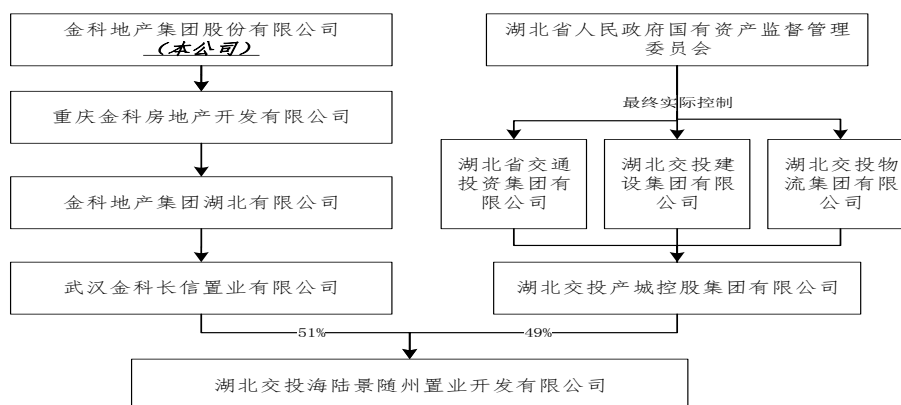 金科地产集团股份有限公司
（本公司）
湖北省人民政府国有资产监督管理
委员会
重庆金科房地产开发有限公司
最终实际控制
湖北省交通
投资集团有
限公司
湖北交投建
设集团有限
公司
湖北交投物
流集团有限
公司
金科地产集团湖北有限公司
武汉金科长信置业有限公司
湖北交投产城控股集团有限公司
51%
49%
湖北交投海陆景随州置业开发有限公司